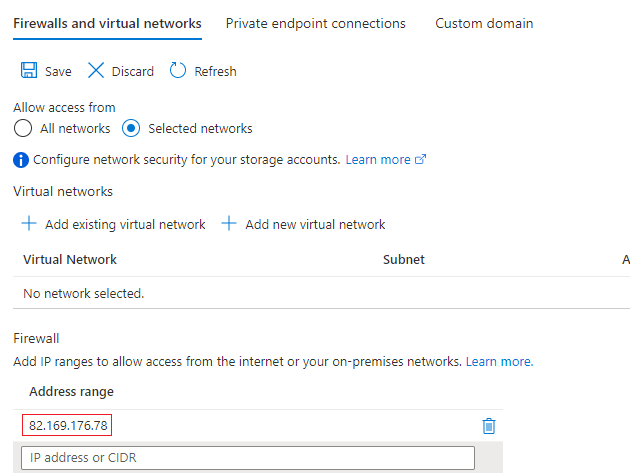 Firewalls and virtual networks Private endpoint connections Custom domain
Save Discard Refresh
Allow access from
All networks Selected networks
Configure network security for your storage accounts. Learn more
Virtual networks
Add existing virtual network Add new virtual network
Virtual Network Subnet A
No network selected.
Firewall
Add IP ranges to allow access from the internet or your on-premises networks. Learn more.
Address range
82.169.176.78
IP address or CIDR